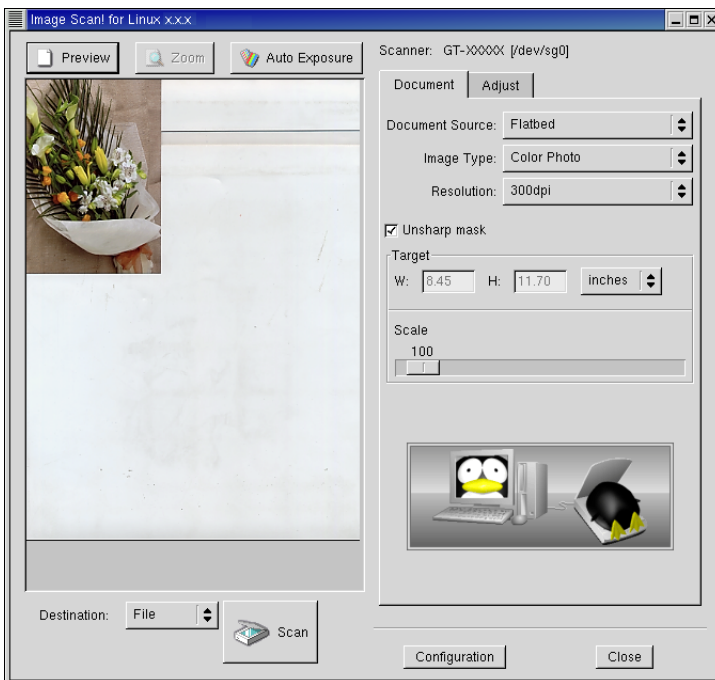 Image Scan! for Linux x.x.x
Preview
Zoom
Auto Exposure
Scanner: GT-XXXXX [/dev/sg0]
Document
Adjust
Document Source: Flatbed
Image Type: Color Photo
Resolution: 300dpi
Unsharp mask
Target
W: 8.45 H: 11.70 inches
Scale
100
Destination: File
Scan
Configuration
Close